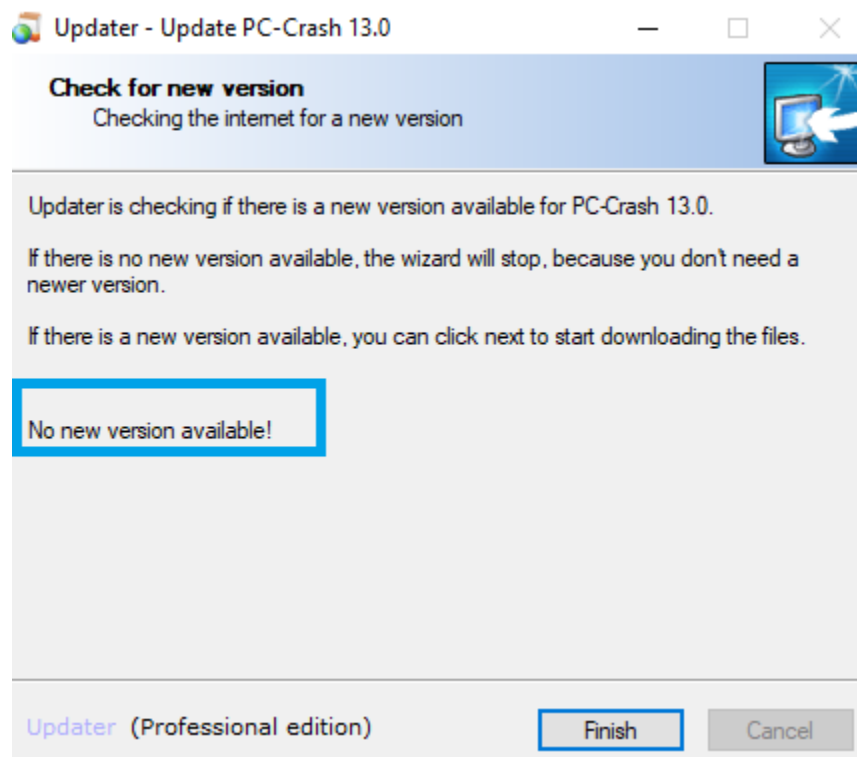 Updater - Update PC-Crash 13.0
Check for new version
Checking the internet for a new version
Updater is checking if there is a new version available for PC-Crash 13.0.
If there is no new version available, the wizard will stop, because you don't need a
newer version.
If there is a new version available, you can click next to start downloading the files.
No new version available!
Updater (Professional edition)
Finish
Cancel